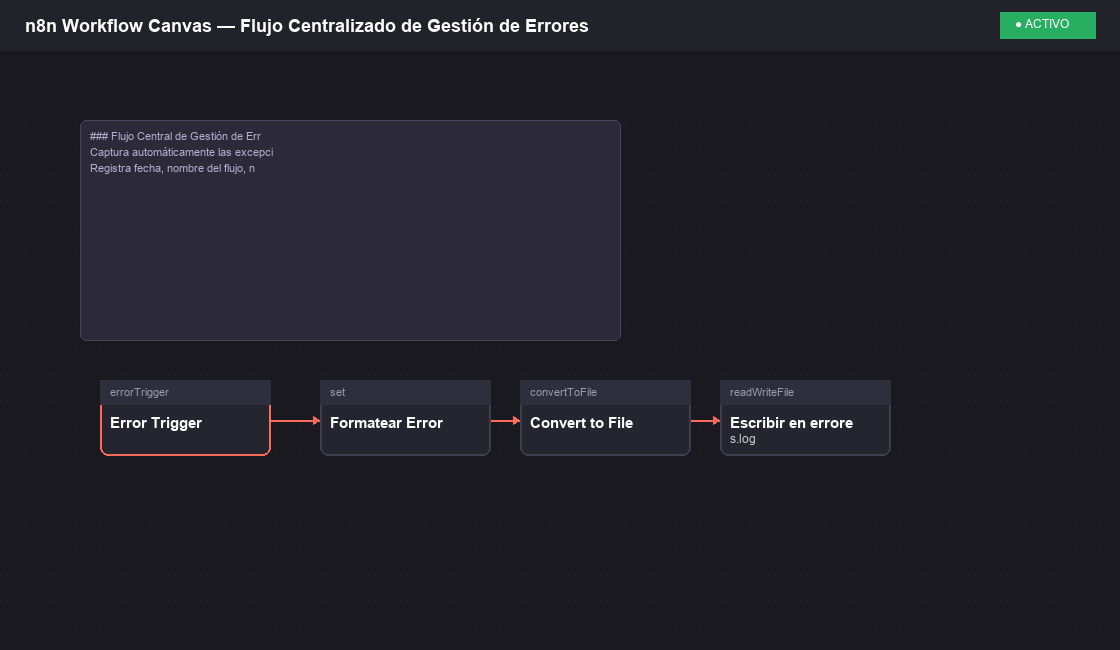 n8n Workflow Canvas — Flujo Centralizado de Gestión de Errores
● ACTIVO
### Flujo Central de Gestión de Err
Captura automáticamente las excepci
Registra fecha, nombre del flujo, n
errorTrigger
Error Trigger
set
Formatear Error
convertToFile
Convert to File
readWriteFile
Escribir en errore
s.log